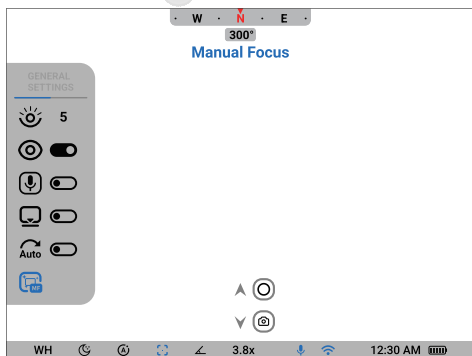 · W · N · E ·
300°
Manual Focus
GENERAL
SETTINGS
5
Auto
MF
WH A 3.8x 12:30 AM